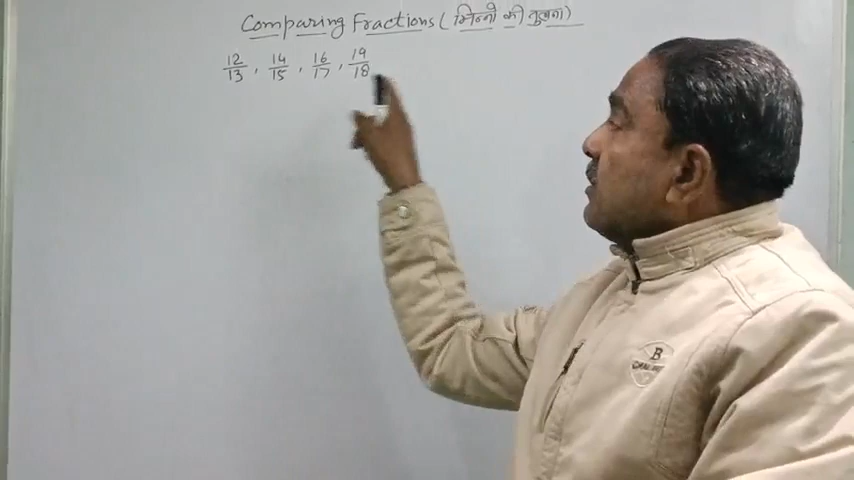 Comparing Fractions ( भिन्नों की तुलना )
12/13, 14/15, 16/17, 19/18
B